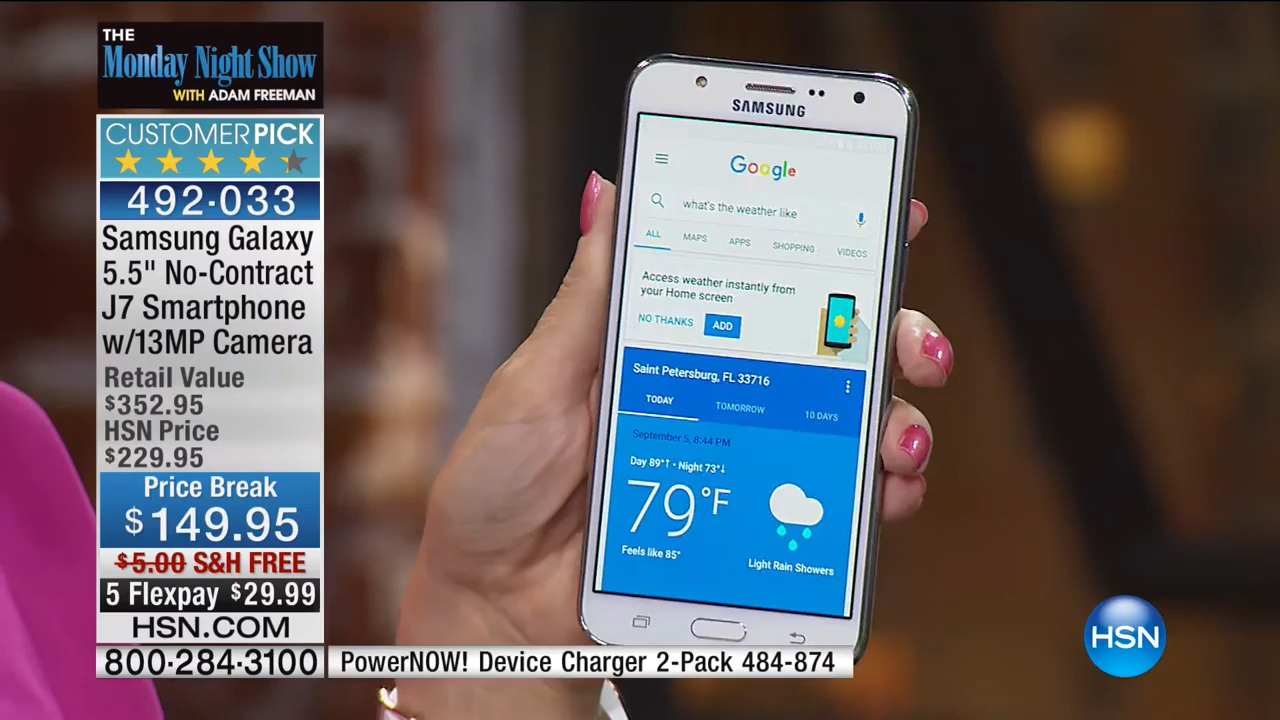 THE
Monday Night Show
WITH ADAM FREEMAN
CUSTOMER PICK
492·033
Samsung Galaxy
5.5" No-Contract
J7 Smartphone
w/13MP Camera
Retail Value
$352.95
HSN Price
$229.95
Price Break
$149.95
$5.00 S&H FREE
5 Flexpay $29.99
HSN.COM
800·284·3100
PowerNOW! Device Charger 2-Pack 484-874
SAMSUNG
Google
what's the weather like
ALL MAPS APPS SHOPPING VIDEOS
Access weather instantly from
your Home screen
NO THANKS ADD
Saint Petersburg, FL 33716
TODAY TOMORROW 10 DAYS
September 5, 8:44 PM
Day 89°↑ • Night 73°↓
79°F
Feels like 85°
Light Rain Showers
HSN